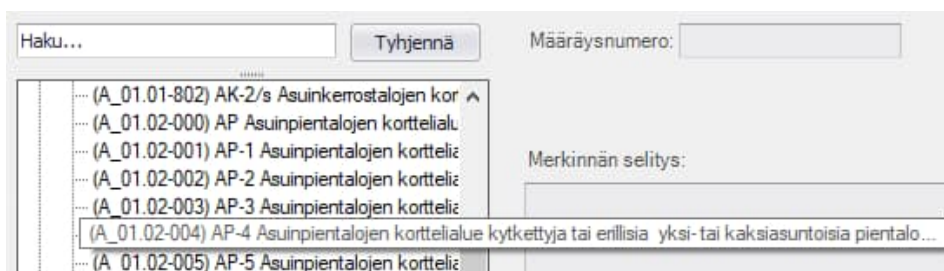 Haku...
Tyhjennä
Määräysnumero:
(A_01.01-802) AK-2/s Asuinkerrostalojen kor
(A_01.02-000) AP Asuinpientalojen korttelialu
(A_01.02-001) AP-1 Asuinpientalojen korttelia
(A_01.02-002) AP-2 Asuinpientalojen korttelia
Merkinnän selitys:
(A_01.02-003) AP-3 Asuinpientalojen korttelia
(A_01.02-004) AP-4 Asuinpientalojen korttelialue kytkettyja tai erillisia yksi- tai kaksiasuntoisia pientalo...
(A_01.02-005) AP-5 Asuinpientalojen korttelia